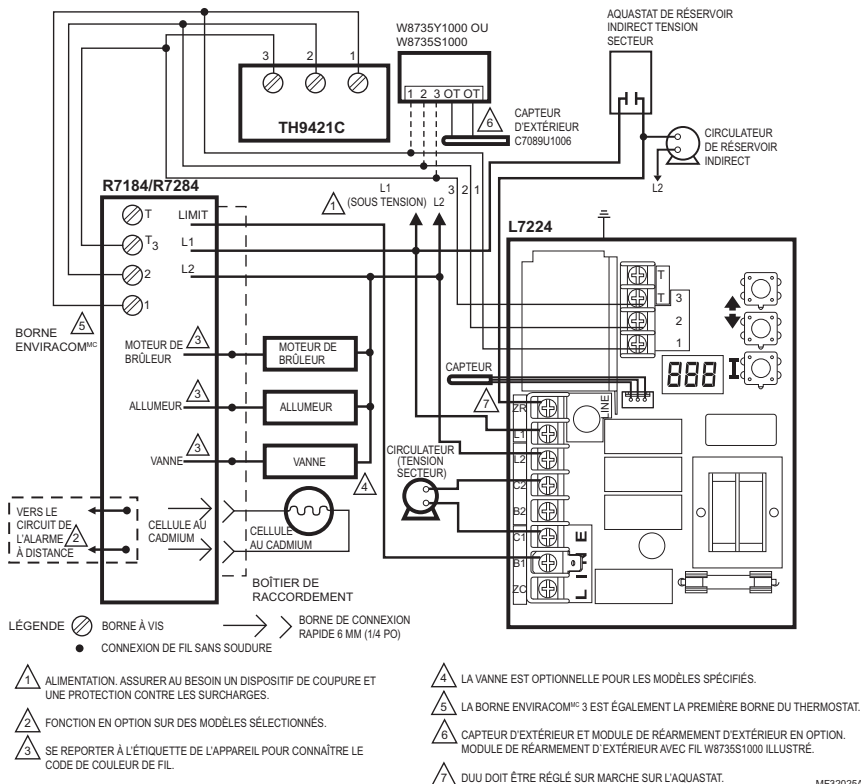 W8735Y1000 OU
W8735S1000
AQUASTAT DE RÉSERVOIR
INDIRECT TENSION
SECTEUR
3 2 1
TH9421C
1 2 3 OT OT
6
CAPTEUR
D'EXTÉRIEUR
C7089U1006
CIRCULATEUR
DE RÉSERVOIR
INDIRECT
L2
R7184/R7284
1
L1
(SOUS TENSION)
L2
3 2 1
L7224
T
LIMIT
T3
L1
2
L2
1
5
BORNE
ENVIRACOMMC
T
T
3
2
1
MOTEUR DE
BRÛLEUR
3
MOTEUR DE
BRÛLEUR
ALLUMEUR
3
ALLUMEUR
VANNE
3
VANNE
4
CAPTEUR
7
888
CIRCULATEUR
(TENSION
SECTEUR)
ZR
L1
L2
C2
B2
C1
B1
ZC
LINE
LINE
VERS LE
CIRCUIT DE
L'ALARME
À DISTANCE
2
CELLULE AU
CADMIUM
CELLULE
AU CADMIUM
BOÎTIER DE
RACCORDEMENT
LÉGENDE
BORNE À VIS
BORNE DE CONNEXION
RAPIDE 6 MM (1/4 PO)
CONNEXION DE FIL SANS SOUDURE
1 ALIMENTATION. ASSURER AU BESOIN UN DISPOSITIF DE COUPURE ET
UNE PROTECTION CONTRE LES SURCHARGES.
2 FONCTION EN OPTION SUR DES MODÈLES SÉLECTIONNÉS.
3 SE REPORTER À L'ÉTIQUETTE DE L'APPAREIL POUR CONNAÎTRE LE
CODE DE COULEUR DE FIL.
4 LA VANNE EST OPTIONNELLE POUR LES MODÈLES SPÉCIFIÉS.
5 LA BORNE ENVIRACOMMC 3 EST ÉGALEMENT LA PREMIÈRE BORNE DU THERMOSTAT.
6 CAPTEUR D'EXTÉRIEUR ET MODULE DE RÉARMEMENT D'EXTÉRIEUR EN OPTION.
MODULE DE RÉARMEMENT D`EXTÉRIEUR AVEC FIL W8735S1000 ILLUSTRÉ.
7 DUU DOIT ÊTRE RÉGLÉ SUR MARCHE SUR L'AQUASTAT.